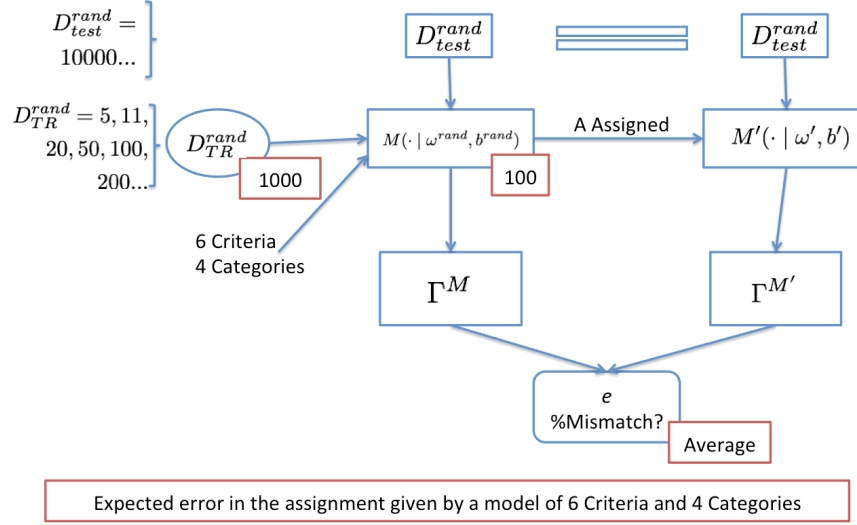 D_{test}^{rand} =
10000...
D_{test}^{rand}
D_{test}^{rand}
D_{TR}^{rand} = 5, 11,
20, 50, 100,
200...
D_{TR}^{rand}
1000
M(· | ω^{rand}, b^{rand})
100
A Assigned
M′(· | ω′, b′)
6 Criteria
4 Categories
Γ^{M}
Γ^{M′}
e
%Mismatch?
Average
Expected error in the assignment given by a model of 6 Criteria and 4 Categories